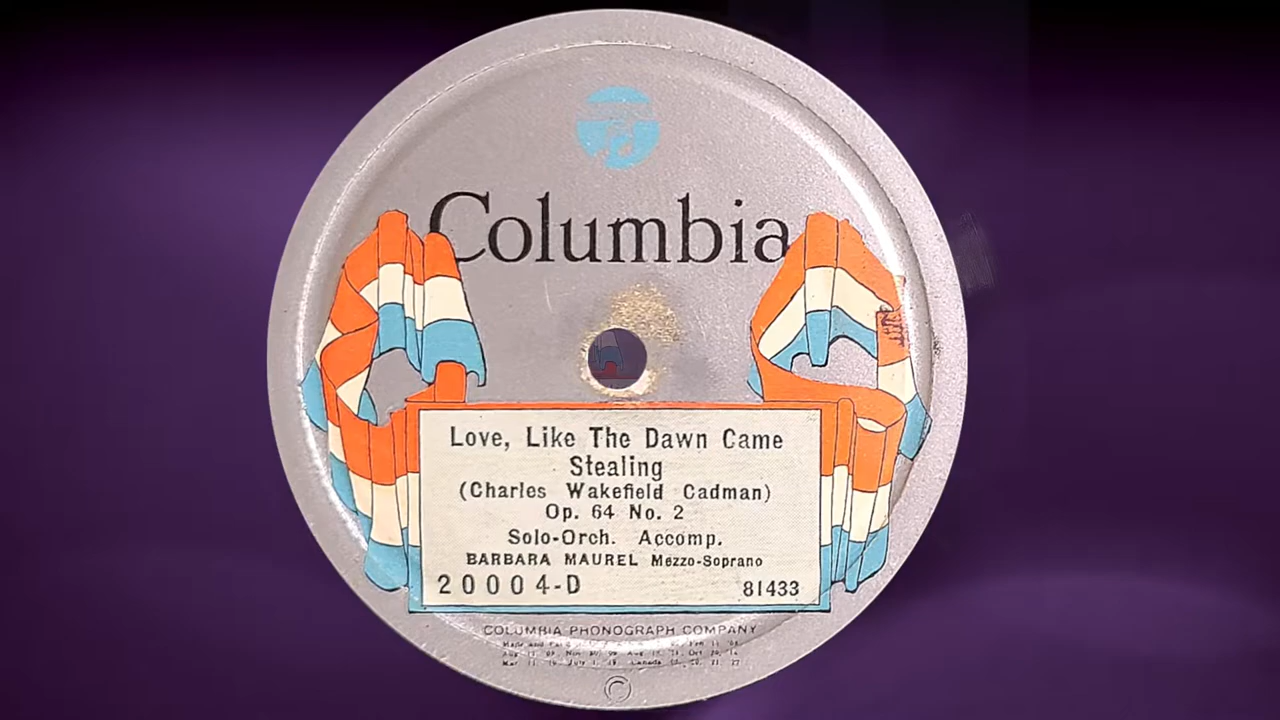 Columbia
Love, Like The Dawn Came
Stealing
(Charles Wakefield Cadman)
Op. 64 No. 2
Solo-Orch. Accomp.
BARBARA MAUREL Mezzo-Soprano
20004-D 81433
COLUMBIA PHONOGRAPH COMPANY